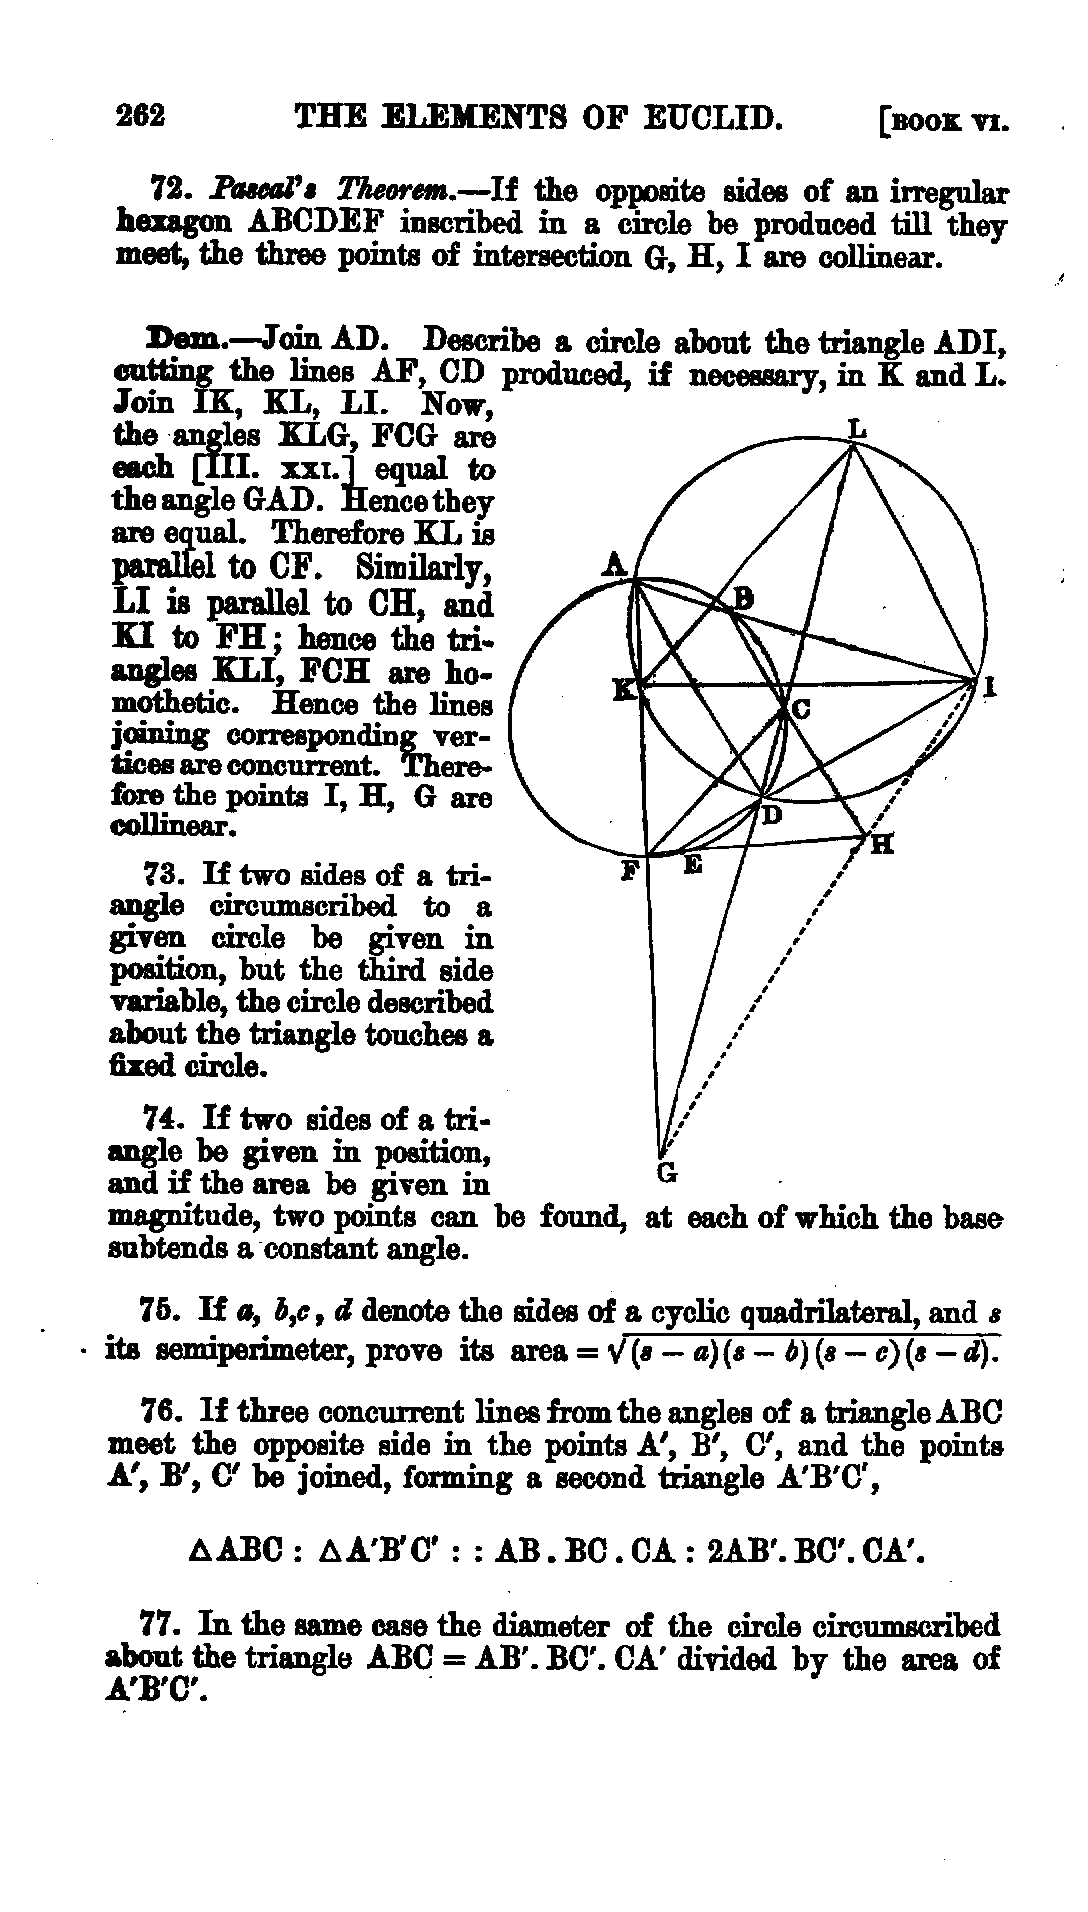 262 THE ELEMENTS OF EUCLID. [BOOK VI.
72. Pascal's Theorem.—If the opposite sides of an irregular
hexagon ABCDEF inscribed in a circle be produced till they
meet, the three points of intersection G, H, I are collinear.
Dem.—Join AD. Describe a circle about the triangle ADI,
cutting the lines AF, CD produced, if necessary, in K and L.
Join IK, KL, LI. Now,
the angles KLG, FCG are
each [III. XXI.] equal to
the angle GAD. Hence they
are equal. Therefore KL is
parallel to CF. Similarly,
LI is parallel to CH, and
KI to FH; hence the tri-
angles KLI, FCH are ho-
mothetic. Hence the lines
joining corresponding ver-
tices are concurrent. There-
fore the points I, H, G are
collinear.
L
A
B
K
I
C
D
H
F
E
G
73. If two sides of a tri-
angle circumscribed to a
given circle be given in
position, but the third side
variable, the circle described
about the triangle touches a
fixed circle.
74. If two sides of a tri-
angle be given in position,
and if the area be given in
magnitude, two points can be found, at each of which the base
subtends a constant angle.
75. If a, b,c, d denote the sides of a cyclic quadrilateral, and s
its semiperimeter, prove its area = √(s − a)(s − b)(s − c)(s − d).
76. If three concurrent lines from the angles of a triangle ABC
meet the opposite side in the points A′, B′, C′, and the points
A′, B′, C′ be joined, forming a second triangle A′B′C′,
△ABC : △A′B′C′ : : AB . BC . CA : 2AB′. BC′. CA′.
77. In the same case the diameter of the circle circumscribed
about the triangle ABC = AB′. BC′. CA′ divided by the area of
A′B′C′.